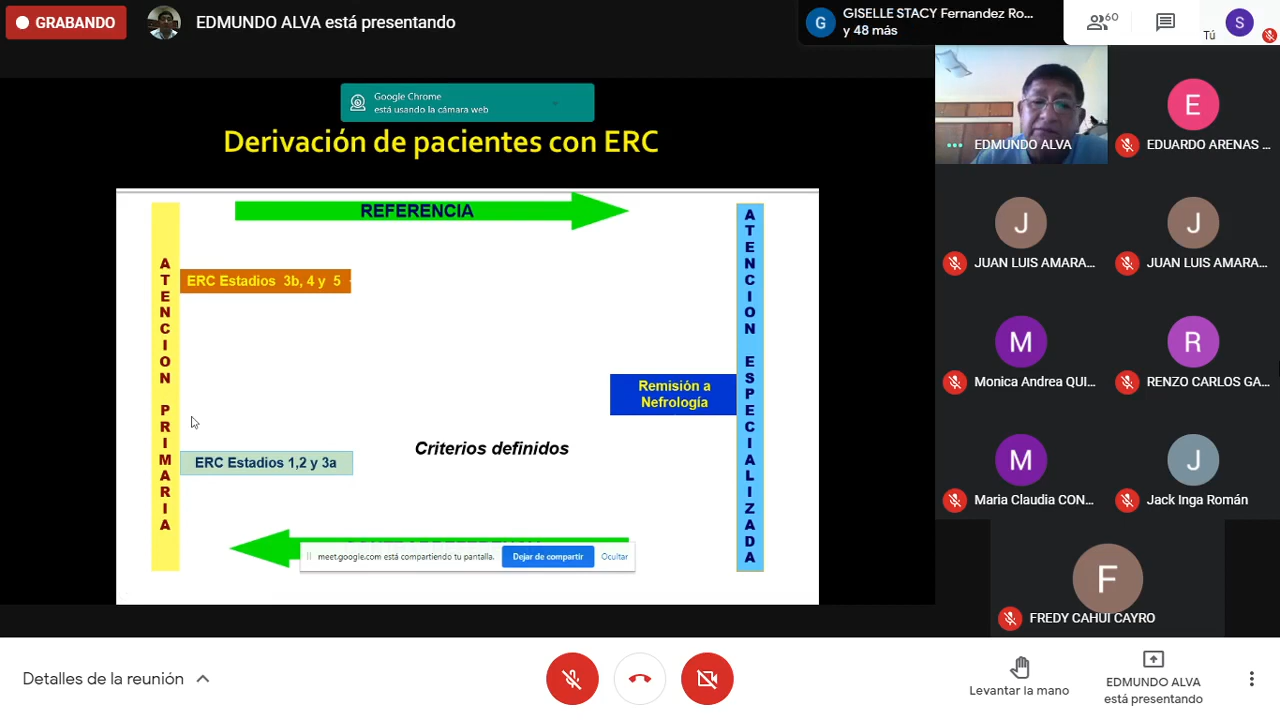 GRABANDO
EDMUNDO ALVA está presentando
G
GISELLE STACY Fernandez Ro...
y 48 más
60
Tú
S
Google Chrome
está usando la cámara web
Derivación de pacientes con ERC
REFERENCIA
ATENCION PRIMARIA
ERC Estadios 3b, 4 y 5
ERC Estadios 1,2 y 3a
Criterios definidos
Remisión a
Nefrología
ATENCION ESPECIALIZADA
meet.google.com está compartiendo tu pantalla.
Dejar de compartir
Ocultar
EDMUNDO ALVA
E
EDUARDO ARENAS ...
J
JUAN LUIS AMARA...
J
JUAN LUIS AMARA...
M
Monica Andrea QUI...
R
RENZO CARLOS GA...
M
Maria Claudia CON...
J
Jack Inga Román
F
FREDY CAHUI CAYRO
Detalles de la reunión
Levantar la mano
EDMUNDO ALVA
está presentando